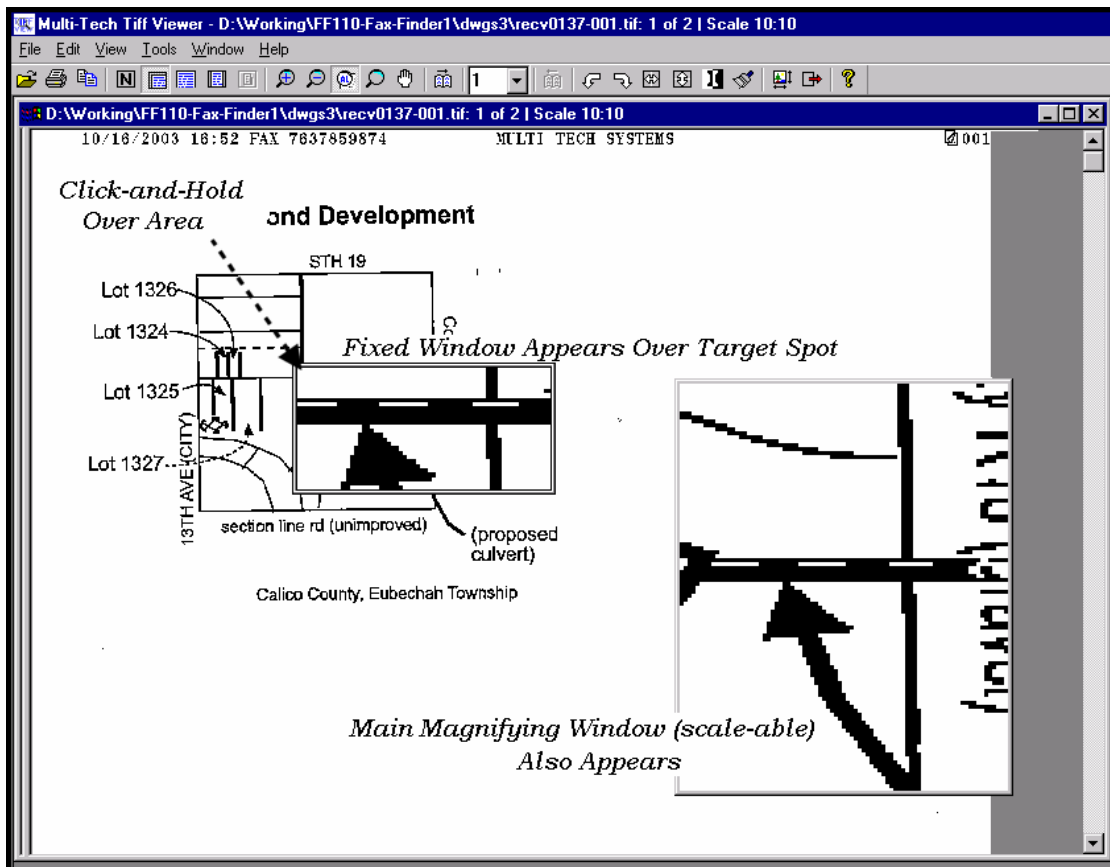 Multi-Tech Tiff Viewer - D:\Working\FF110-Fax-Finder1\dwgs3\recv0137-001.tif: 1 of 2 | Scale 10:10
File Edit View Tools Window Help
N 1
D:\Working\FF110-Fax-Finder1\dwgs3\recv0137-001.tif: 1 of 2 | Scale 10:10
10/16/2003 16:52 FAX 7637859874 MULTI TECH SYSTEMS 001
Click-and-Hold
Over Area
and Development
STH 19
Lot 1326
Lot 1324
Fixed Window Appears Over Target Spot
Lot 1325
13TH AVE (CITY)
Lot 1327
section line rd (unimproved)
(proposed
culvert)
Calico County, Eubechah Township
Main Magnifying Window (scale-able)
Also Appears